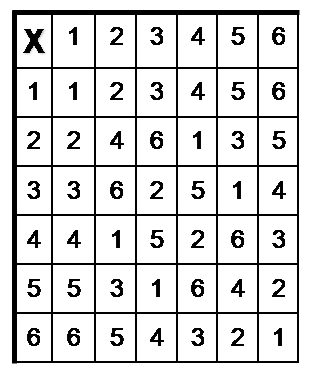 X 1 2 3 4 5 6
1 1 2 3 4 5 6
2 2 4 6 1 3 5
3 3 6 2 5 1 4
4 4 1 5 2 6 3
5 5 3 1 6 4 2
6 6 5 4 3 2 1